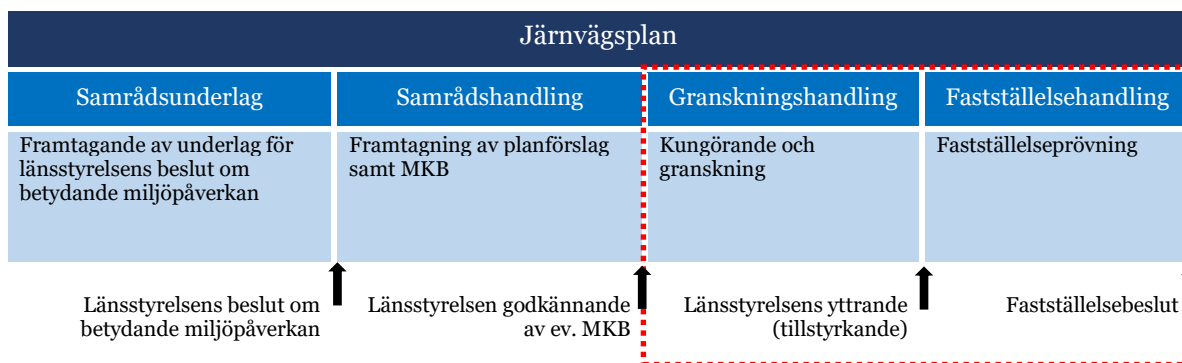 Järnvägsplan
Samrådsunderlag
Samrådshandling
Granskningshandling
Fastställelsehandling
Framtagande av underlag för
länsstyrelsens beslut om
betydande miljöpåverkan
Framtagning av planförslag
samt MKB
Kungörande och
granskning
Fastställelseprövning
Länsstyrelsens beslut om
betydande miljöpåverkan
Länsstyrelsen godkännande
av ev. MKB
Länsstyrelsens yttrande
(tillstyrkande)
Fastställelsebeslut